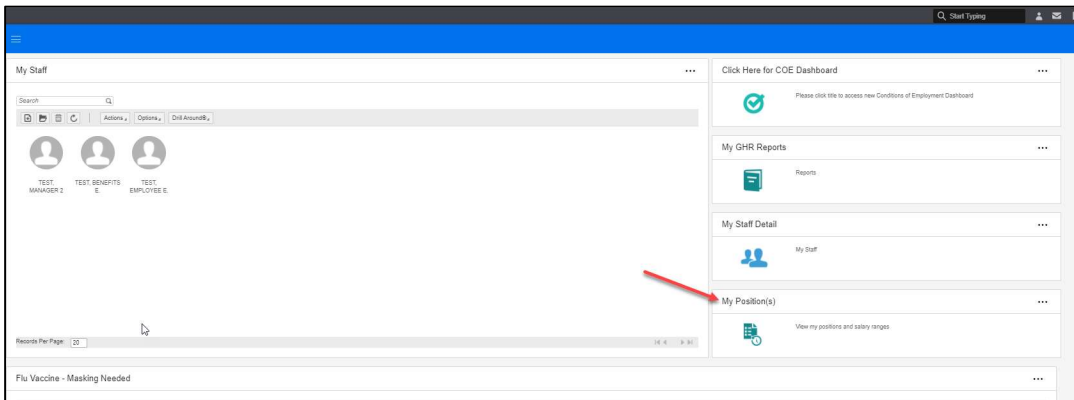 Start Typing
My Staff
Search
Actions
Options
Drill Around®
TEST, MANAGER 2
TEST, BENEFITS E.
TEST, EMPLOYEE E.
Records Per Page: 20
Click Here for COE Dashboard
Please click title to access new Conditions of Employment Dashboard
My GHR Reports
Reports
My Staff Detail
My Staff
My Position(s)
View my positions and salary ranges
Flu Vaccine - Masking Needed